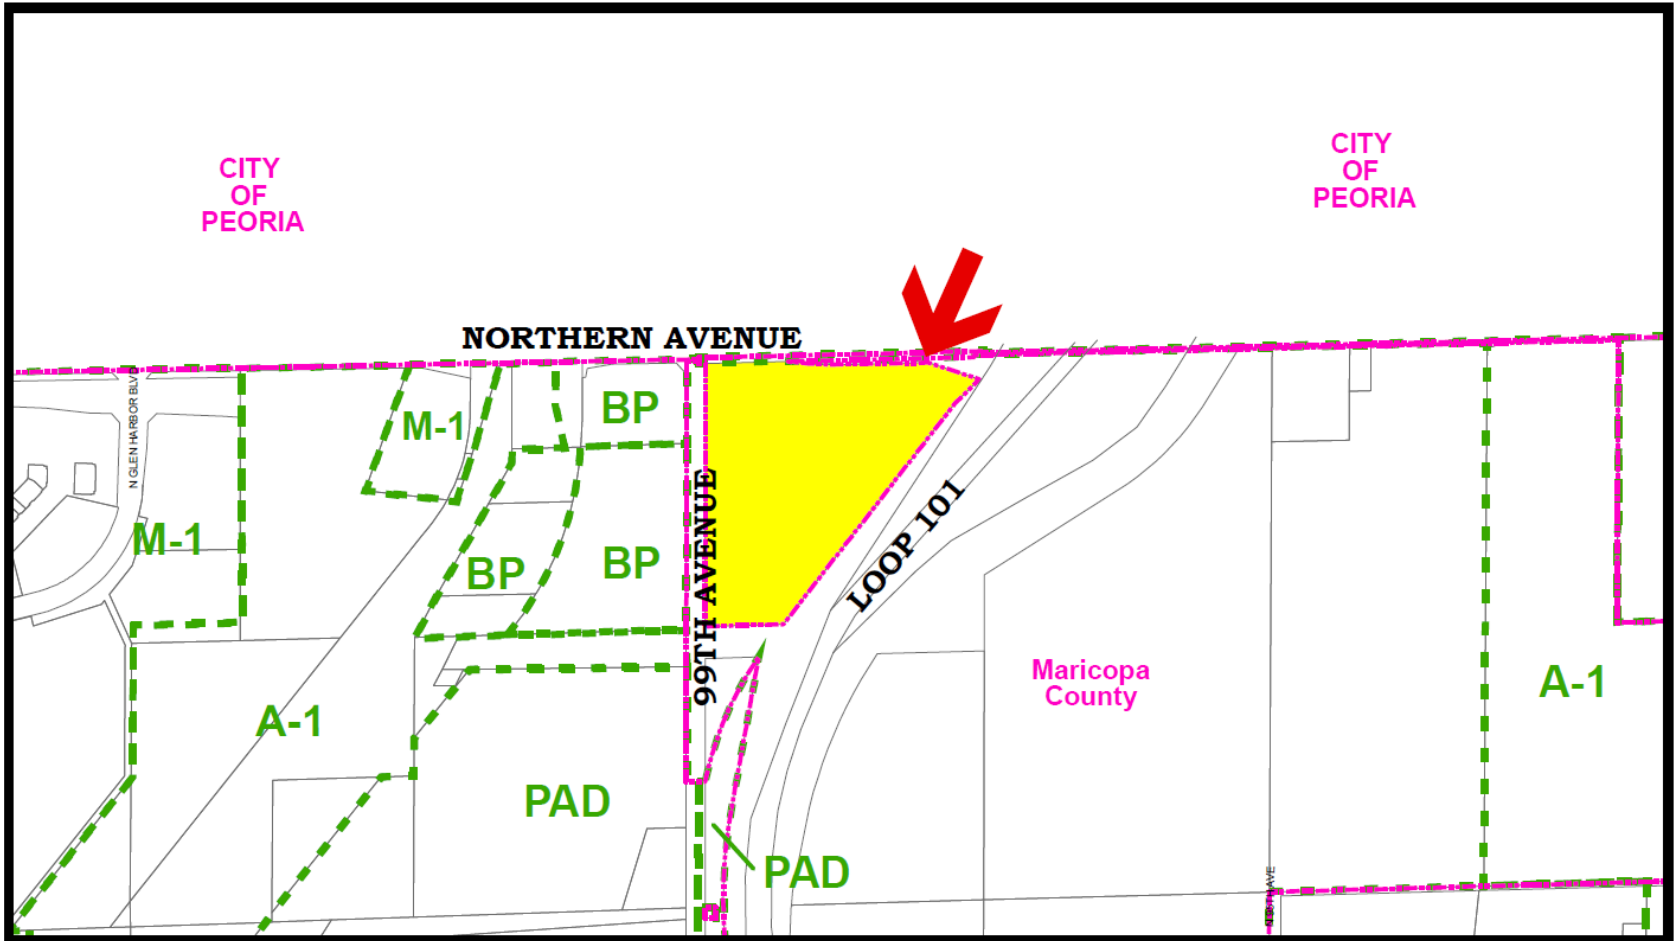 CITY
OF
PEORIA
CITY
OF
PEORIA
NORTHERN AVENUE
N GLEN HARBOR BLVD
M-1
BP
M-1
BP
BP
99TH AVENUE
LOOP 101
Maricopa
County
A-1
A-1
PAD
PAD